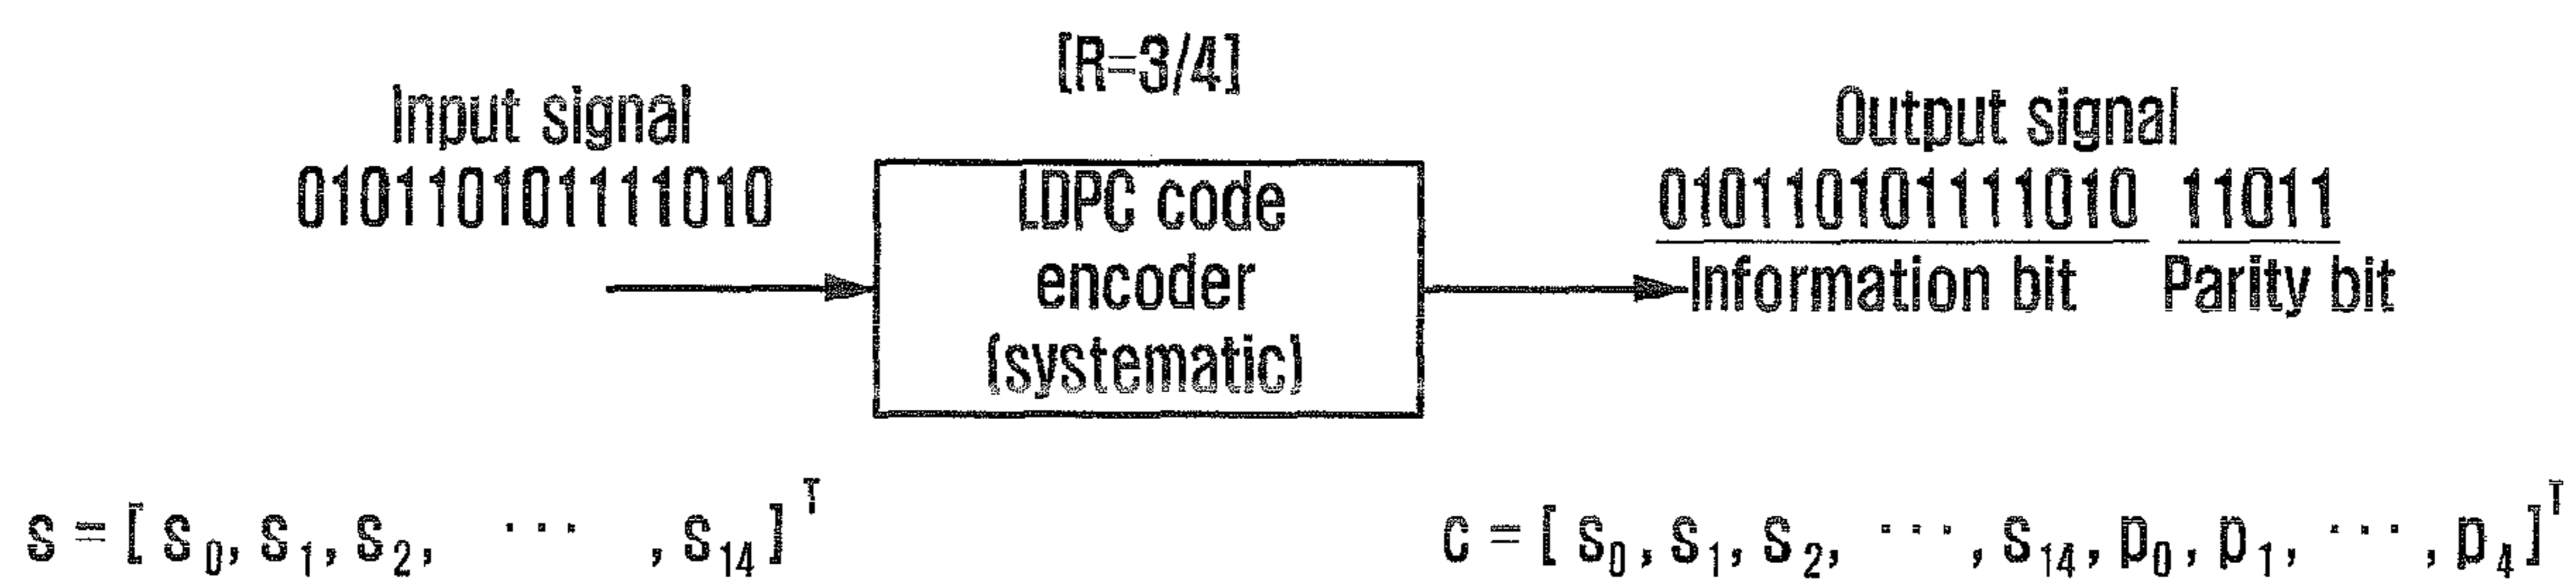 [R=3/4]
Input signal
010110101111010
LDPC code
encoder
(systematic)
Output signal
010110101111010 11011
Information bit Parity bit
s = [ s₀, s₁, s₂, ··· , s₁₄ ]ᵀ
c = [ s₀, s₁, s₂, ··· , s₁₄, p₀, p₁, ··· , p₄ ]ᵀ